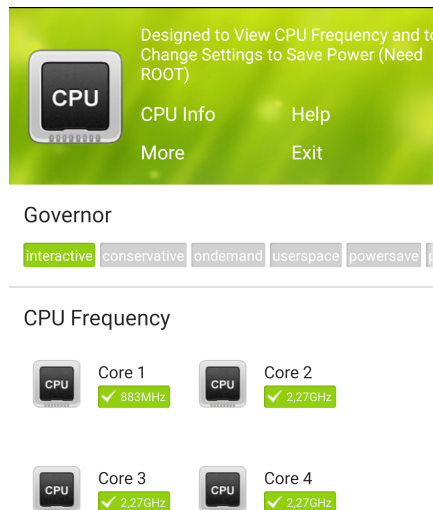 Designed to View CPU Frequency and to
Change Settings to Save Power (Need
ROOT)
CPU
CPU Info Help
More Exit
Governor
interactive conservative ondemand userspace powersave
CPU Frequency
CPU Core 1 CPU Core 2
883MHz 2,27GHz
CPU Core 3 CPU Core 4
2,27GHz 2,27GHz